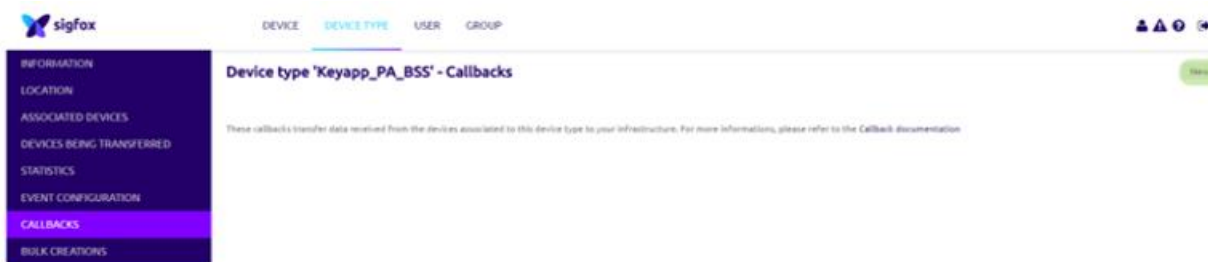 sigfox
DEVICE DEVICE TYPE USER GROUP
INFORMATION
LOCATION
ASSOCIATED DEVICES
DEVICES BEING TRANSFERRED
STATISTICS
EVENT CONFIGURATION
CALLBACKS
BULK CREATIONS
Device type 'Keyapp_PA_BSS' - Callbacks
New
These callbacks transfer data received from the devices associated to this device type to your infrastructure. For more informations, please refer to the Callback documentation